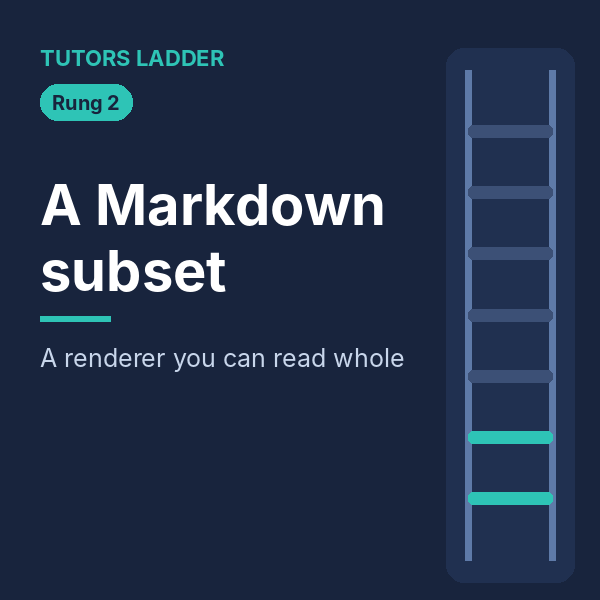 TUTORS LADDER
Rung 2
A Markdown
subset
A renderer you can read whole